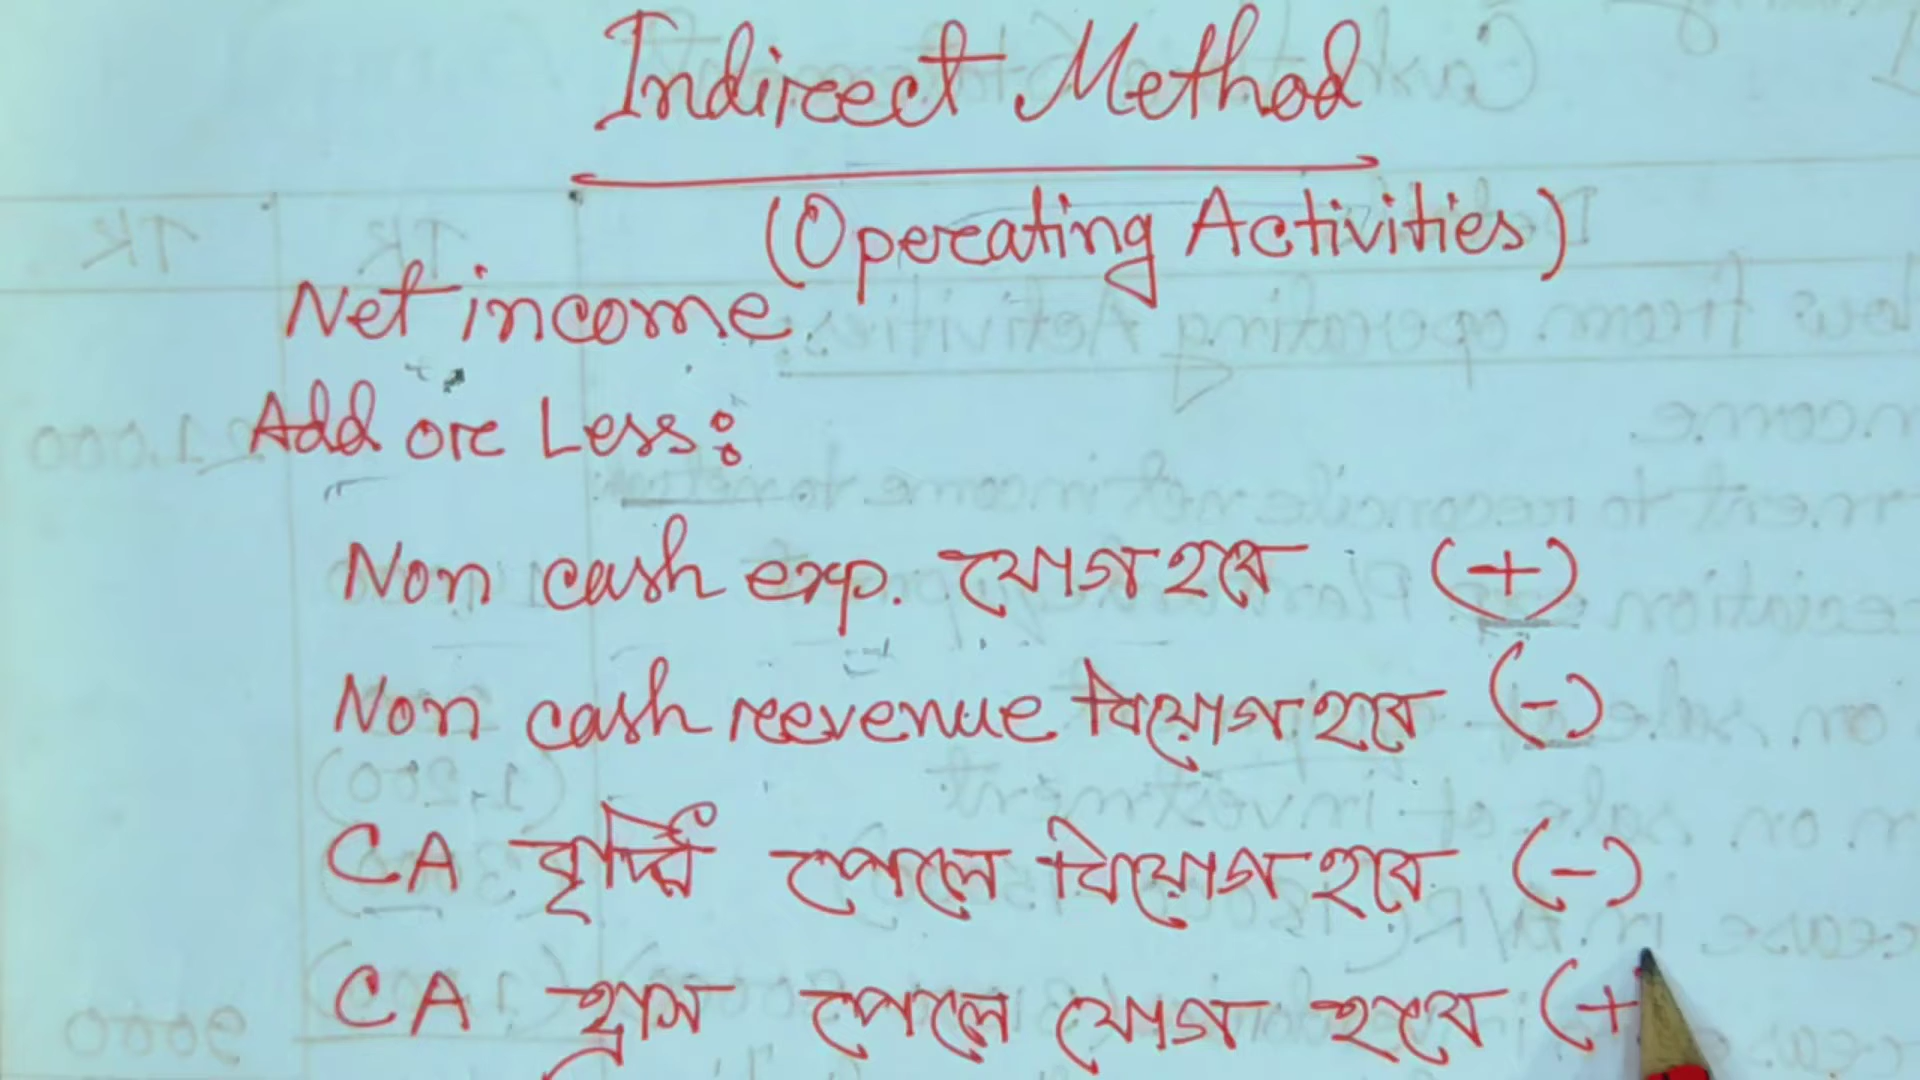 Indirect Method
(Operating Activities)
Net income
Add or Less:
Non cash exp. যোগ হবে (+)
Non cash revenue বিয়োগ হবে (-)
CA বৃদ্ধি পেলে বিয়োগ হবে (-)
CA হ্রাস পেলে যোগ হবে (+